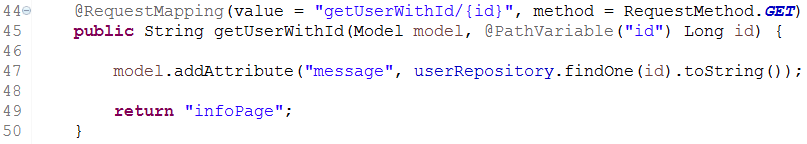 44 @RequestMapping(value = "getUserWithId/{id}", method = RequestMethod.GET)
45 public String getUserWithId(Model model, @PathVariable("id") Long id) {
46
47 model.addAttribute("message", userRepository.findOne(id).toString());
48
49 return "infoPage";
50 }